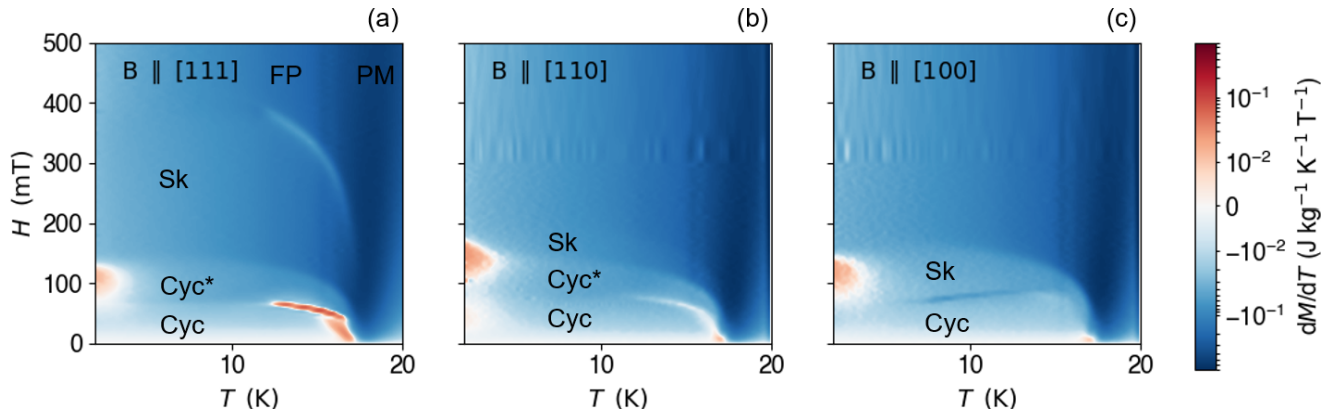 (a)
(b)
(c)
500
400
300
200
100
0
H (mT)
B ∥ [111]
FP
PM
Sk
Cyc*
Cyc
10
20
T (K)
B ∥ [110]
Sk
Cyc*
Cyc
10
20
T (K)
B ∥ [100]
Sk
Cyc
10
20
T (K)
10⁻¹
10⁻²
0
−10⁻²
−10⁻¹
dM/dT (J kg⁻¹ K⁻¹ T⁻¹)